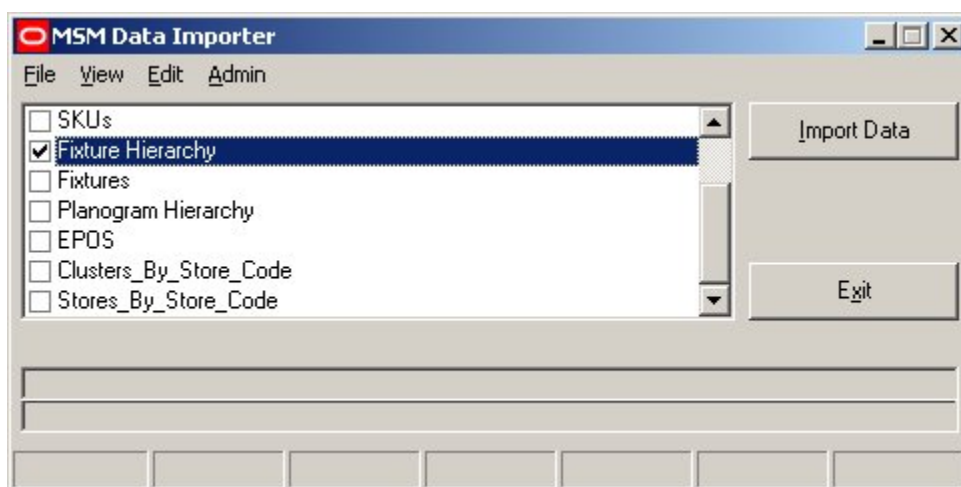 MSM Data Importer
File View Edit Admin
SKUs
Fixture Hierarchy
Fixtures
Planogram Hierarchy
EPOS
Clusters_By_Store_Code
Stores_By_Store_Code
Import Data
Exit